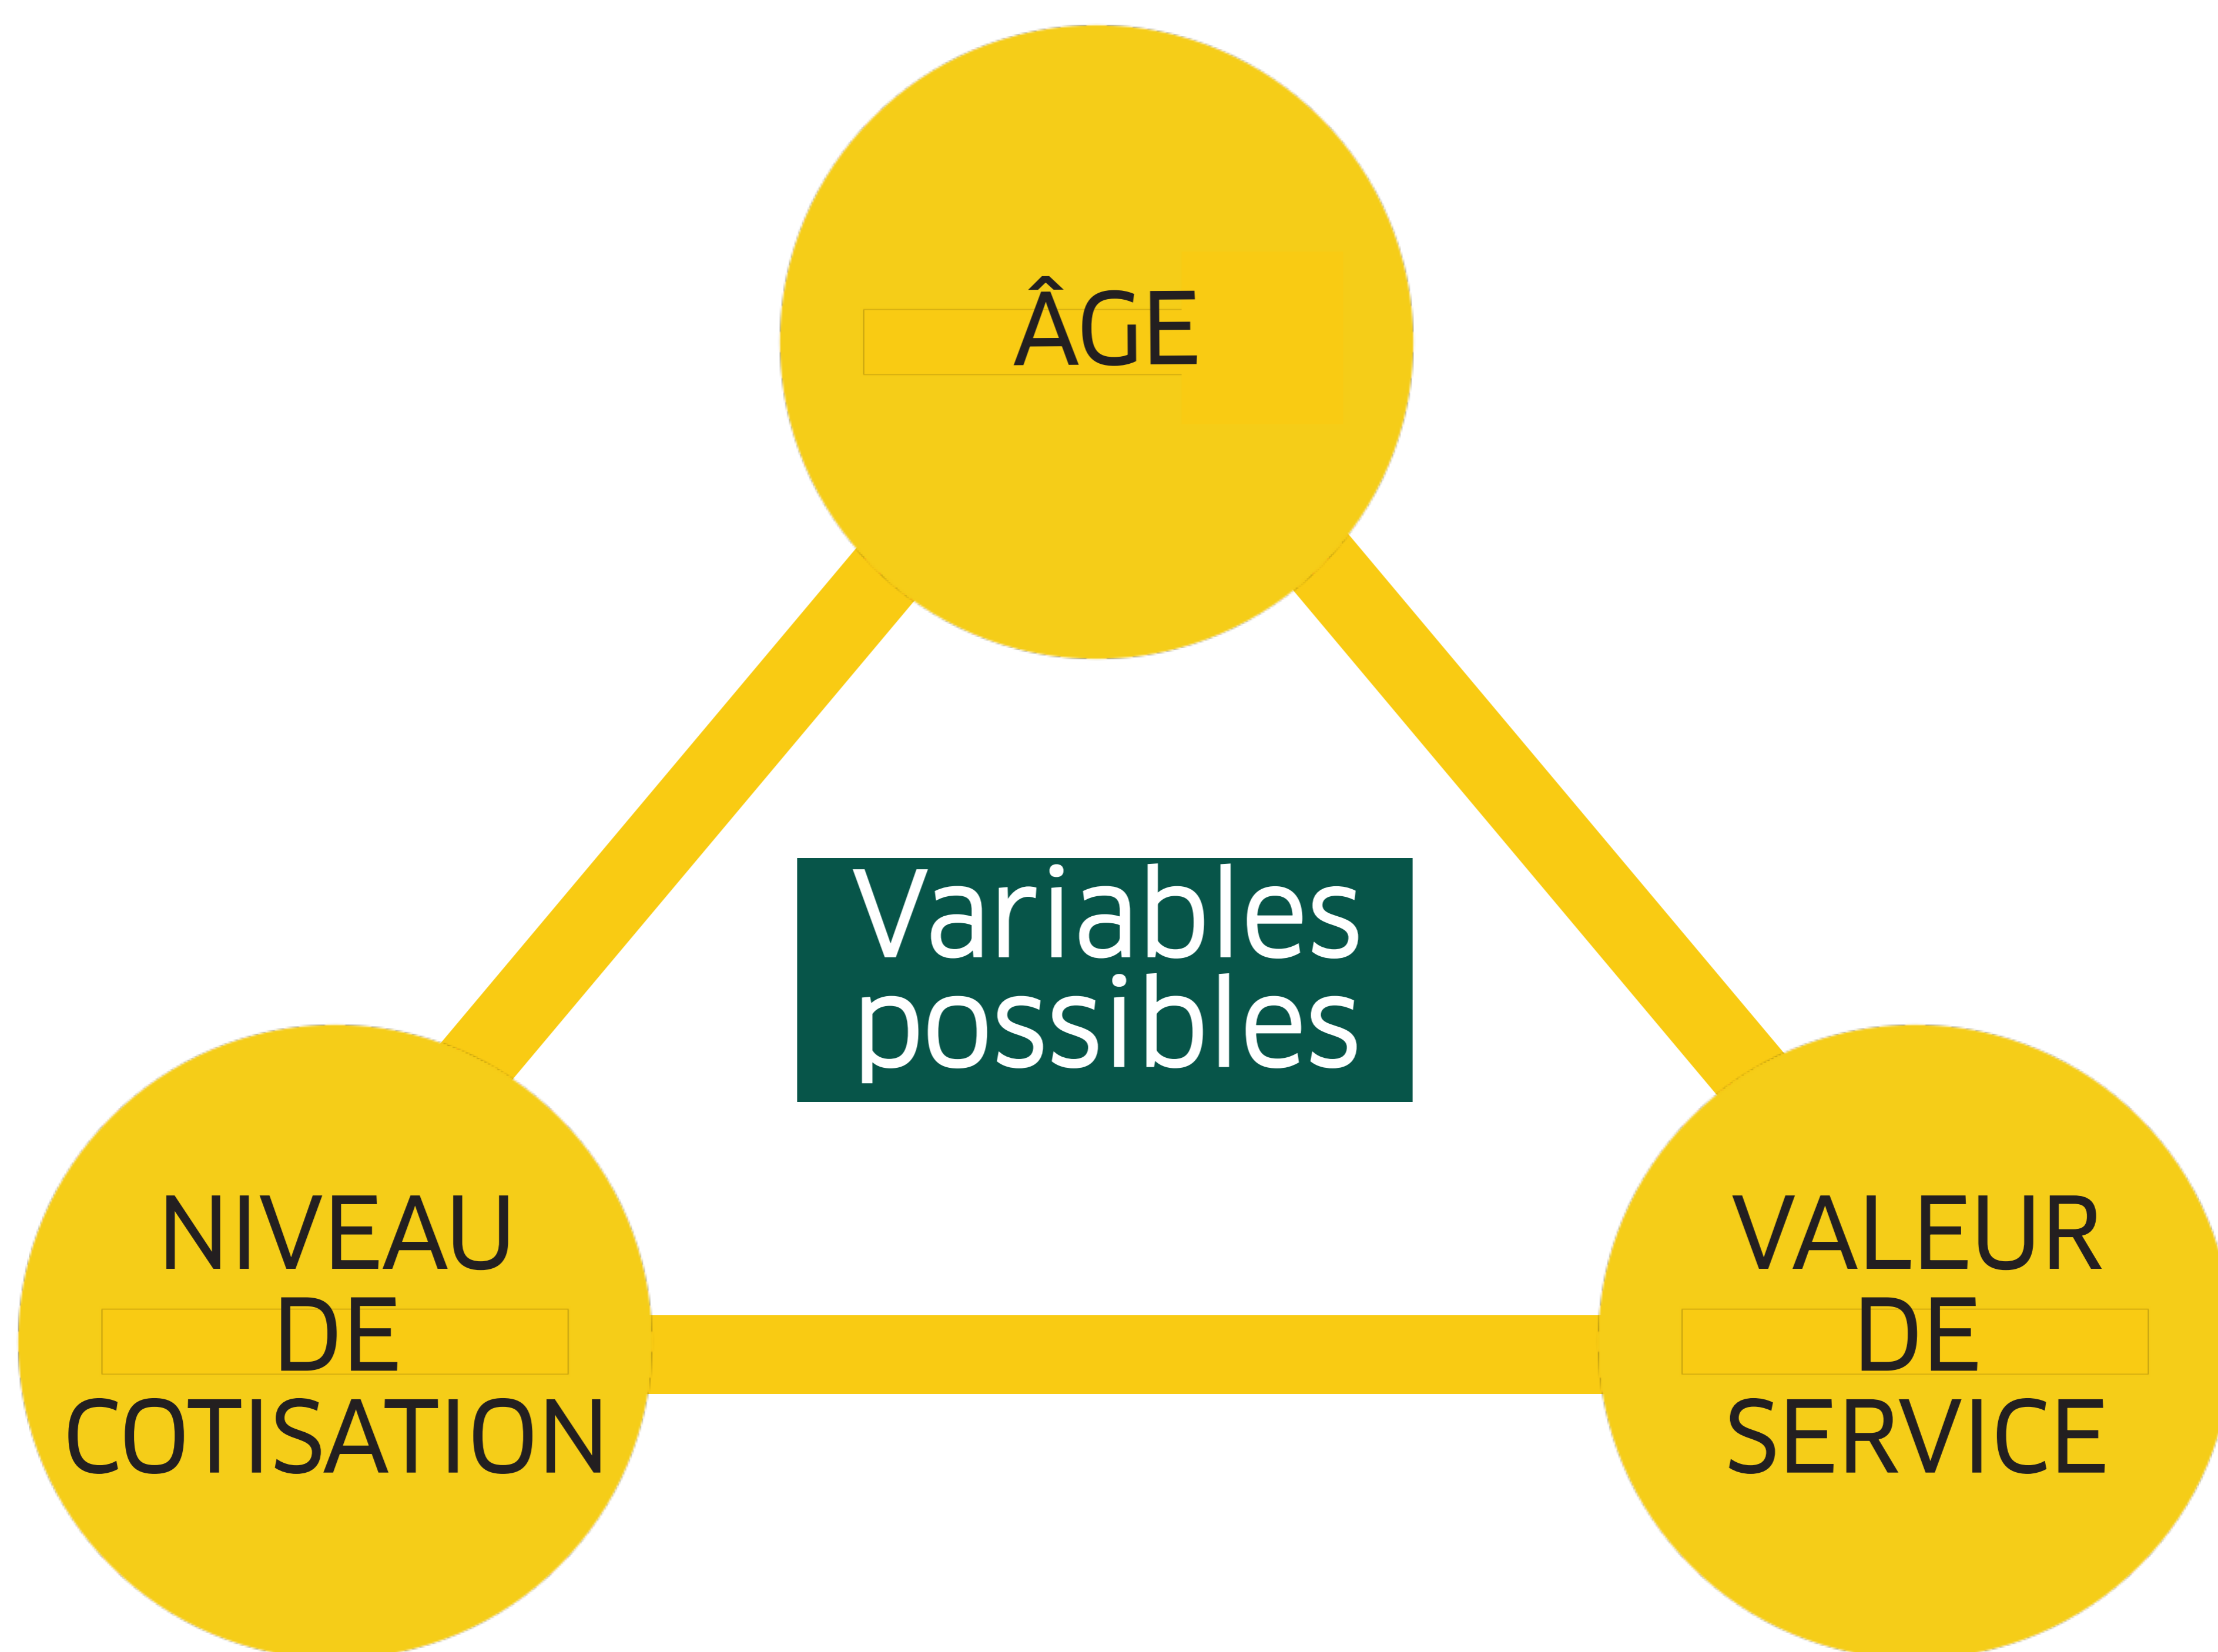 ÂGE
Variables
possibles
NIVEAU
DE
COTISATION
VALEUR
DE
SERVICE